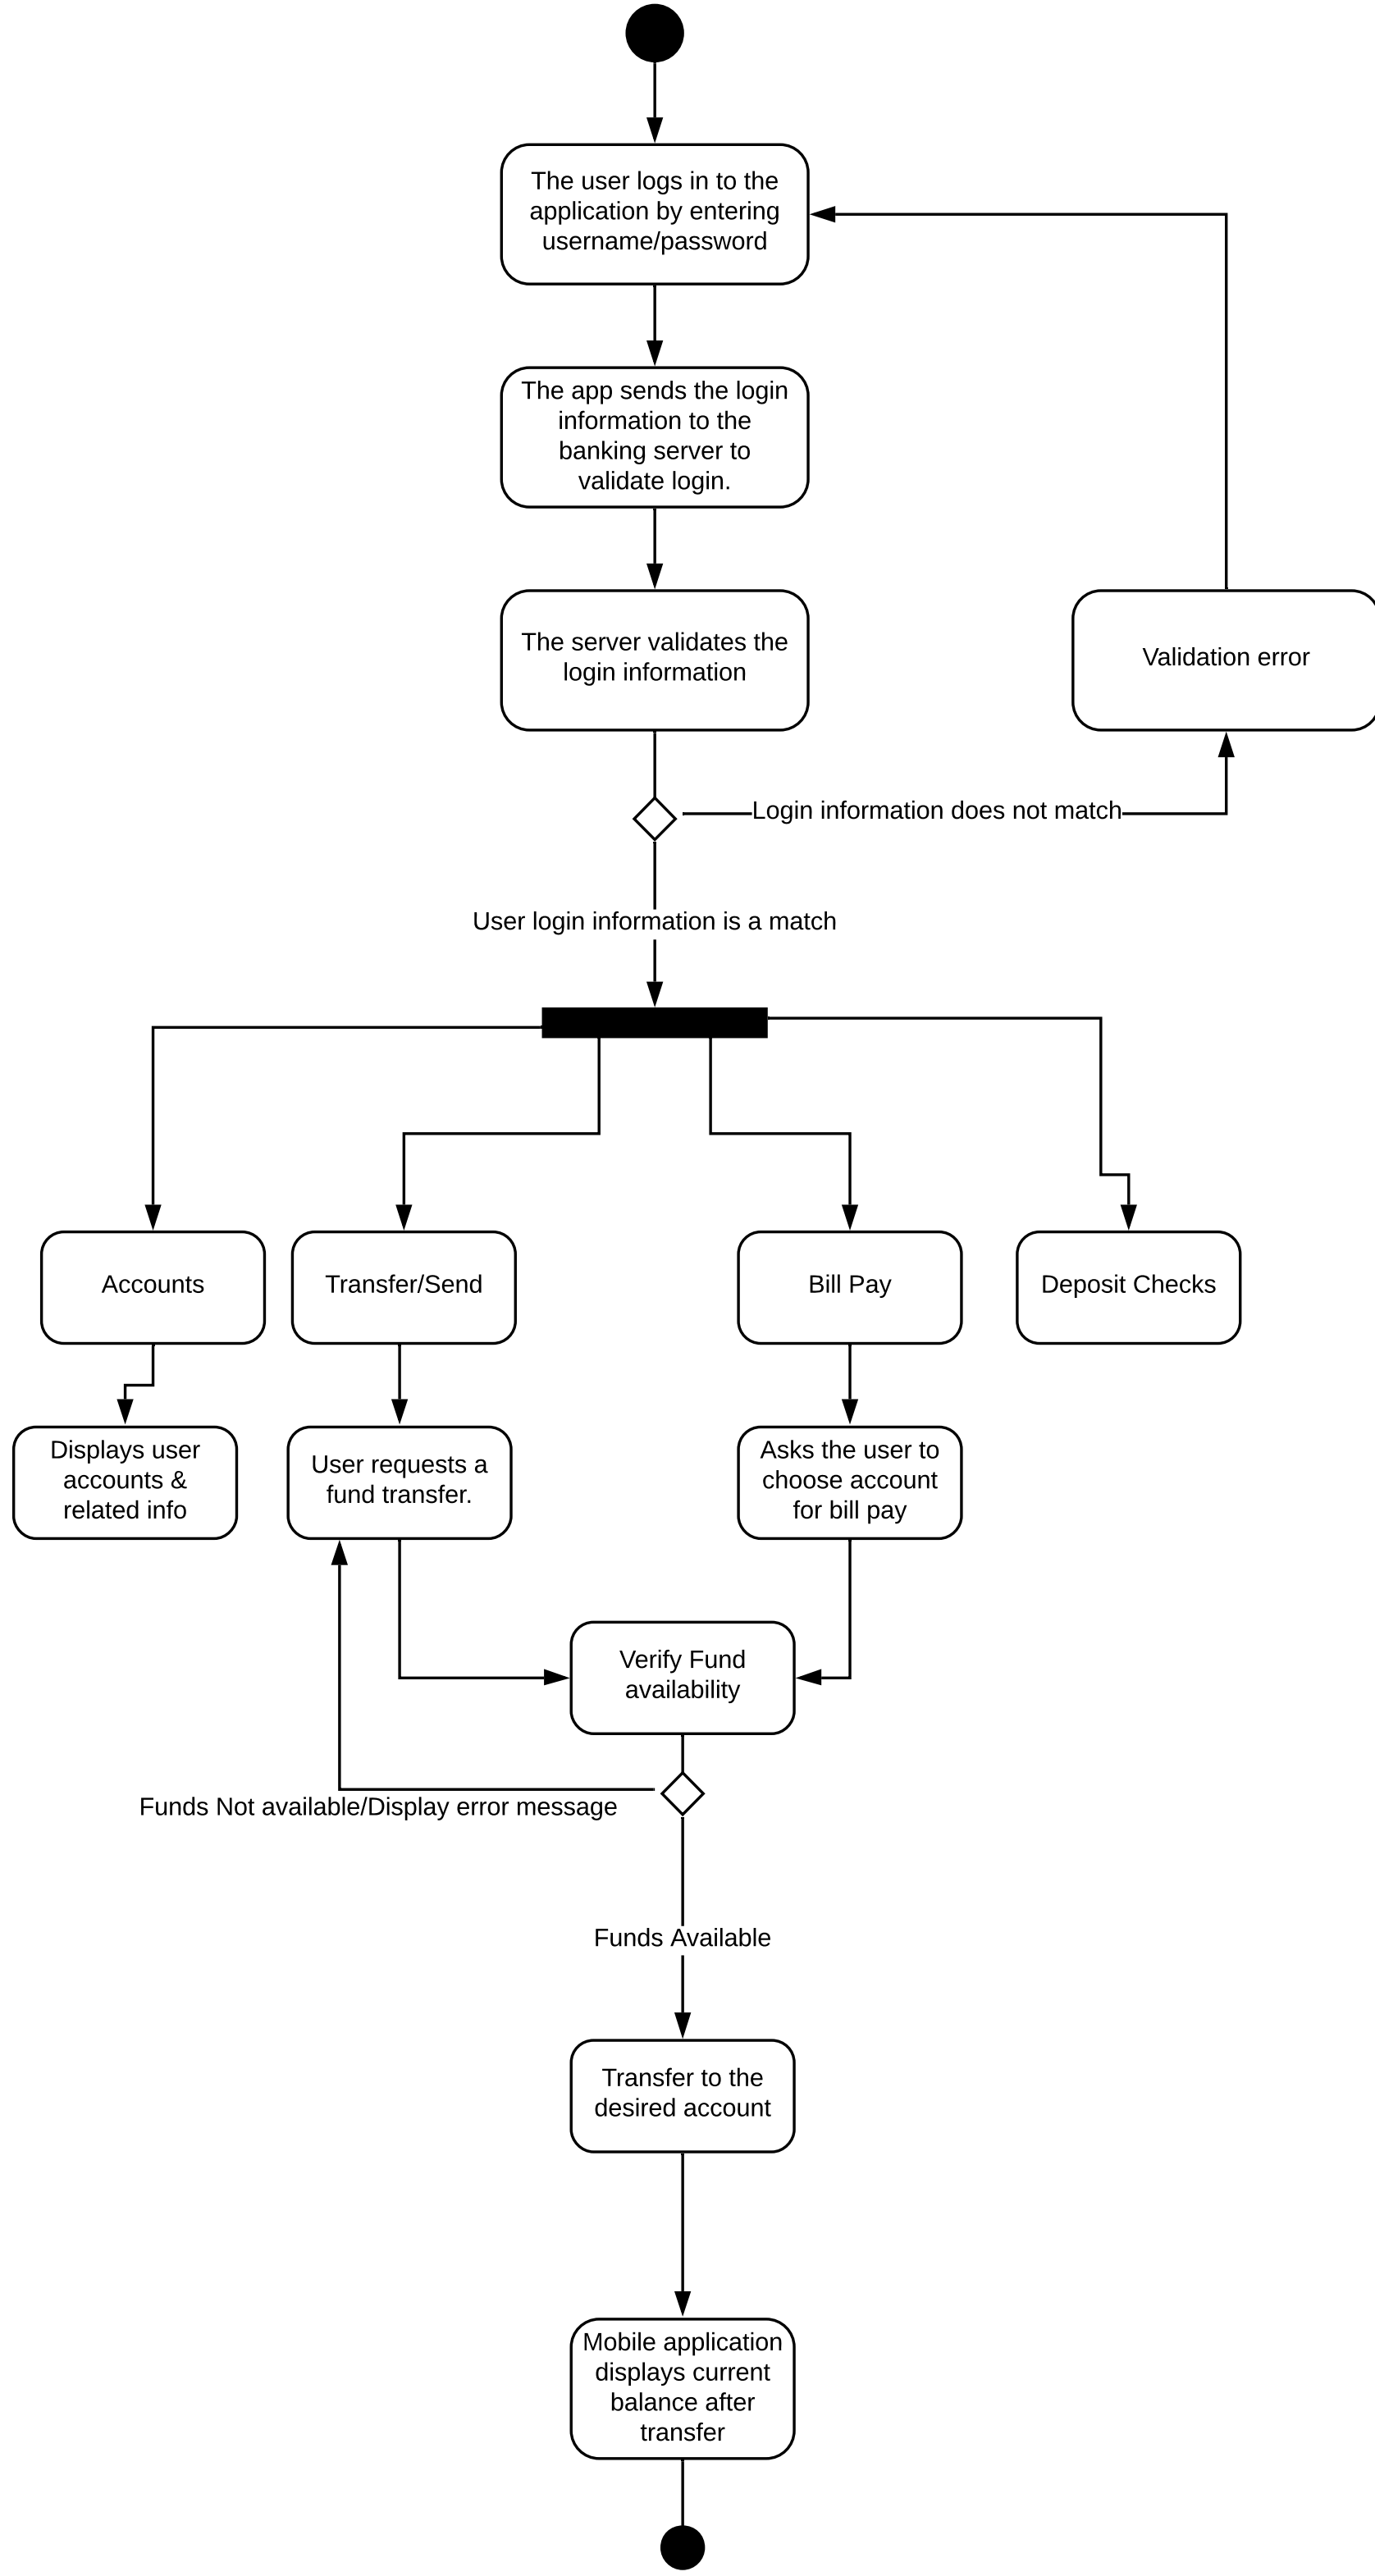 The user logs in to the
application by entering
username/password
The app sends the login
information to the
banking server to
validate login.
The server validates the
login information
Validation error
Login information does not match
User login information is a match
Accounts
Transfer/Send
Bill Pay
Deposit Checks
Displays user
accounts &
related info
User requests a
fund transfer.
Asks the user to
choose account
for bill pay
Verify Fund
availability
Funds Not available/Display error message
Funds Available
Transfer to the
desired account
Mobile application
displays current
balance after
transfer